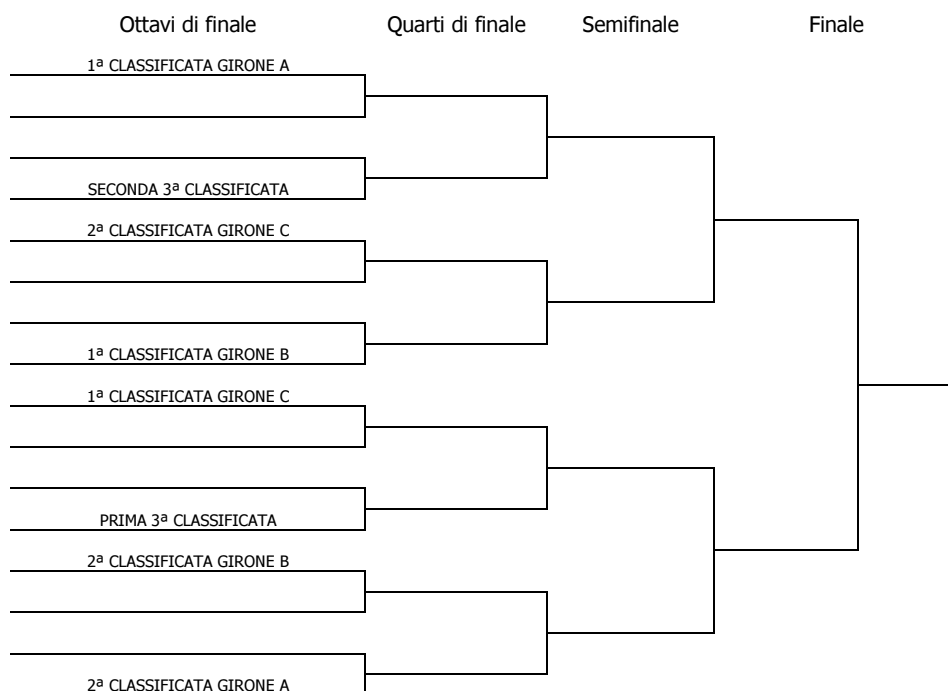 Ottavi di finale Quarti di finale Semifinale Finale
1ª CLASSIFICATA GIRONE A
SECONDA 3ª CLASSIFICATA
2ª CLASSIFICATA GIRONE C
1ª CLASSIFICATA GIRONE B
1ª CLASSIFICATA GIRONE C
PRIMA 3ª CLASSIFICATA
2ª CLASSIFICATA GIRONE B
2ª CLASSIFICATA GIRONE A